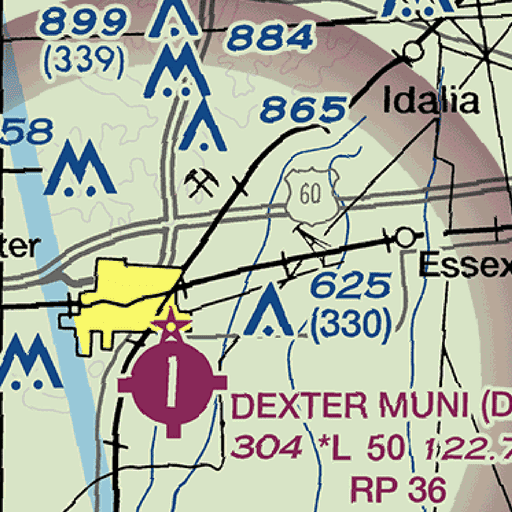 899
(339)
884
865
Idalia
58
60
ter
Essex
625
(330)
DEXTER MUNI (D
304 *L 50 122.7
RP 36